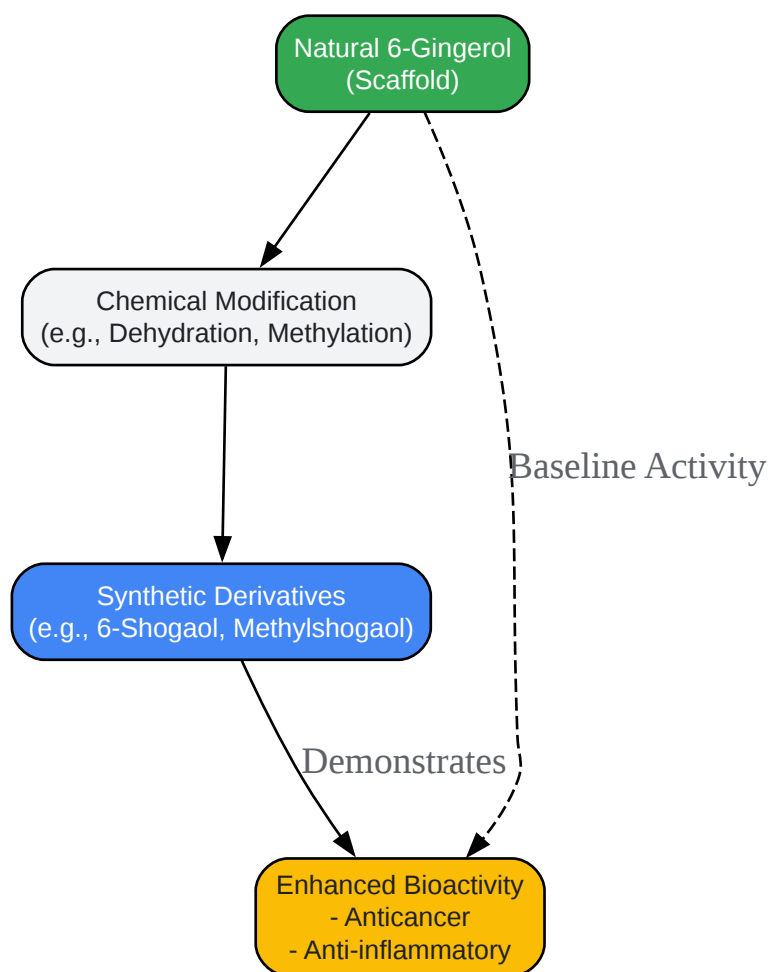 Natural 6-Gingerol
(Scaffold)
Chemical Modification
(e.g., Dehydration, Methylation)
Baseline Activity
Synthetic Derivatives
(e.g., 6-Shogaol, Methylshogaol)
Demonstrates
Enhanced Bioactivity
- Anticancer
- Anti-inflammatory